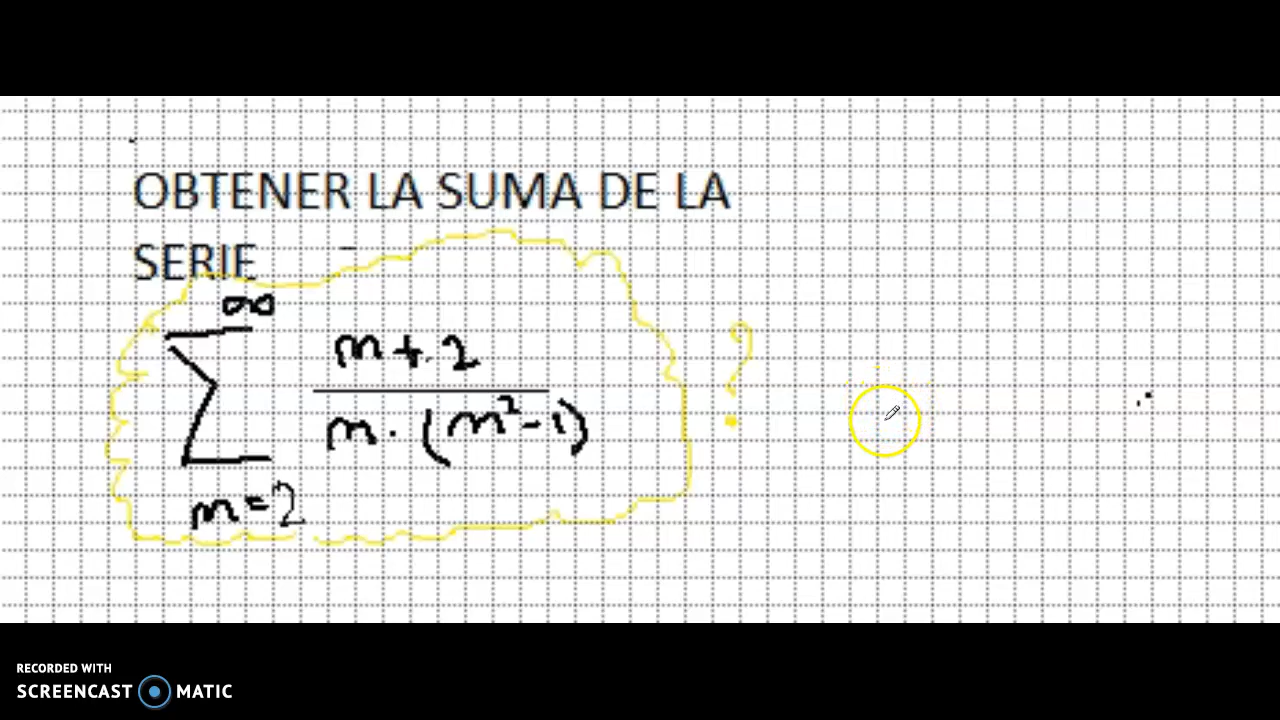 OBTENER LA SUMA DE LA
SERIE
∞
m + 2
∑
m · (m² - 1)
m = 2
?
RECORDED WITH
SCREENCAST MATIC